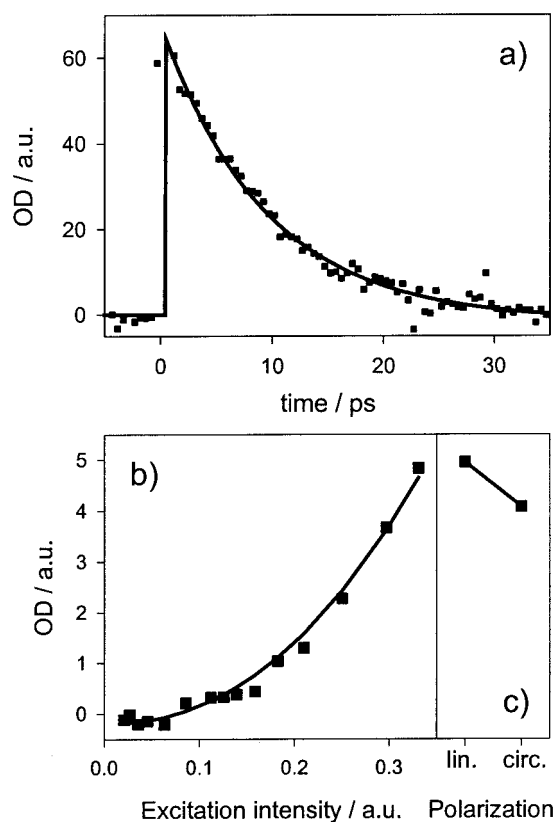 a)
60
40
20
0
OD / a.u.
0 10 20 30
time / ps
b)
5
4
3
2
1
0
OD / a.u.
c)
0.0 0.1 0.2 0.3
lin. circ.
Excitation intensity / a.u. Polarization